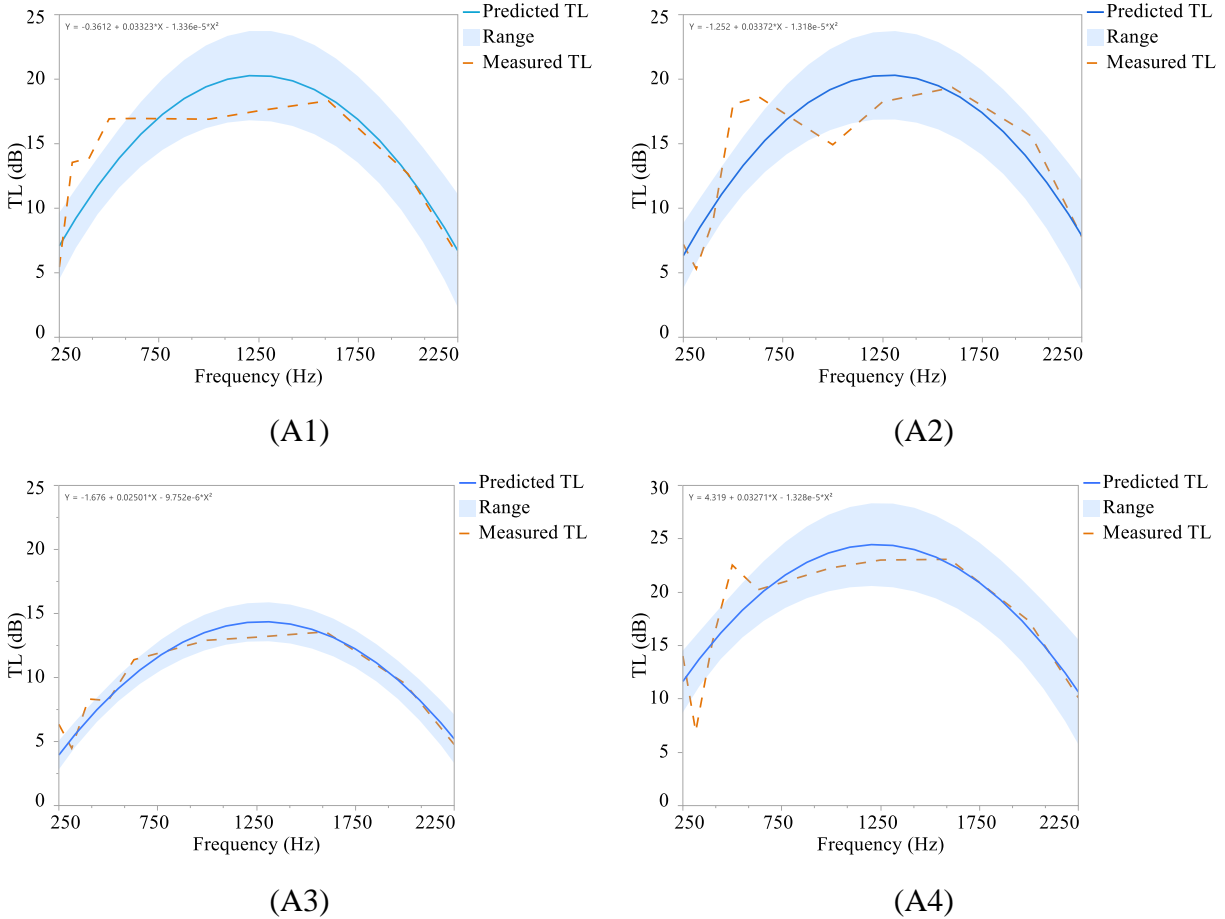 Y = -0.3612 + 0.03323*X - 1.336e-5*X²
Predicted TL
Range
Measured TL
25
20
15
10
5
0
TL (dB)
250 750 1250 1750 2250
Frequency (Hz)
(A1)
Y = -1.252 + 0.03372*X - 1.318e-5*X²
Predicted TL
Range
Measured TL
25
20
15
10
5
0
TL (dB)
250 750 1250 1750 2250
Frequency (Hz)
(A2)
Y = -1.676 + 0.02501*X - 9.752e-6*X²
Predicted TL
Range
Measured TL
25
20
15
10
5
0
TL (dB)
250 750 1250 1750 2250
Frequency (Hz)
(A3)
Y = 4.319 + 0.03271*X - 1.328e-5*X²
Predicted TL
Range
Measured TL
30
25
20
15
10
5
0
TL (dB)
250 750 1250 1750 2250
Frequency (Hz)
(A4)